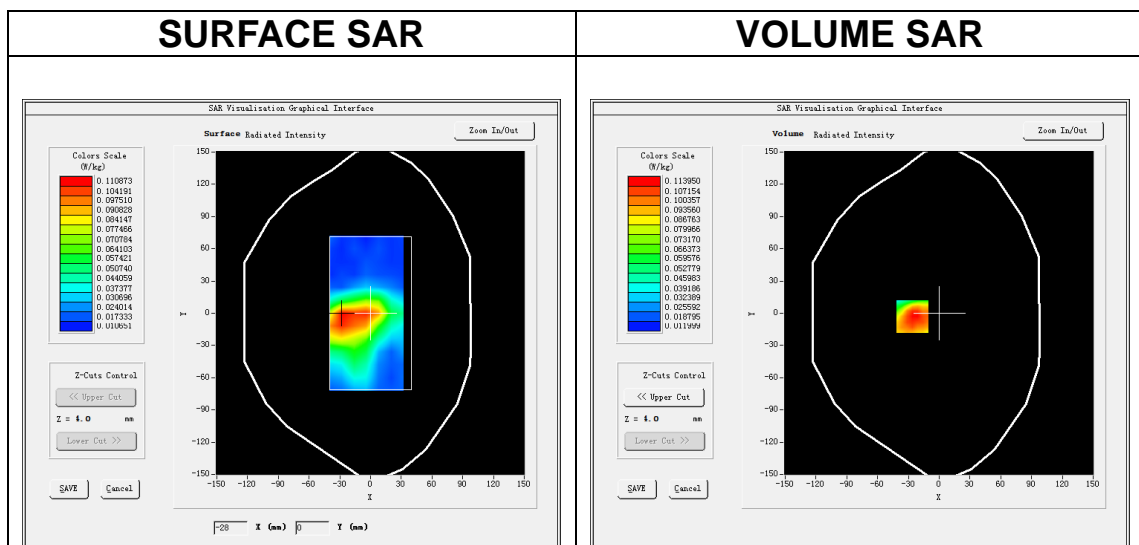 SURFACE SAR
VOLUME SAR
SAR Visualisation Graphical Interface
Surface Radiated Intensity
Zoom In/Out
Colors Scale
(W/kg)
0.110873
0.104191
0.097510
0.090828
0.084147
0.077466
0.070784
0.064103
0.057421
0.050740
0.044059
0.037377
0.030696
0.024014
0.017333
0.010651
150
120
90
60
30
0
-30
-60
-90
-120
-150
Y
-150 -120 -90 -60 -30 0 30 60 90 120 150
X
Z-Cuts Control
<< Upper Cut
Z = 4.0 mm
Lower Cut >>
SAVE Cancel
-28 X (mm) 0 Y (mm)
SAR Visualisation Graphical Interface
Volume Radiated Intensity
Zoom In/Out
Colors Scale
(W/kg)
0.113950
0.107154
0.100357
0.093560
0.086763
0.079966
0.073170
0.066373
0.059576
0.052779
0.045983
0.039186
0.032389
0.025592
0.018795
0.011999
150
120
90
60
30
0
-30
-60
-90
-120
-150
Y
-150 -120 -90 -60 -30 0 30 60 90 120 150
X
Z-Cuts Control
<< Upper Cut
Z = 4.0 mm
Lower Cut >>
SAVE Cancel